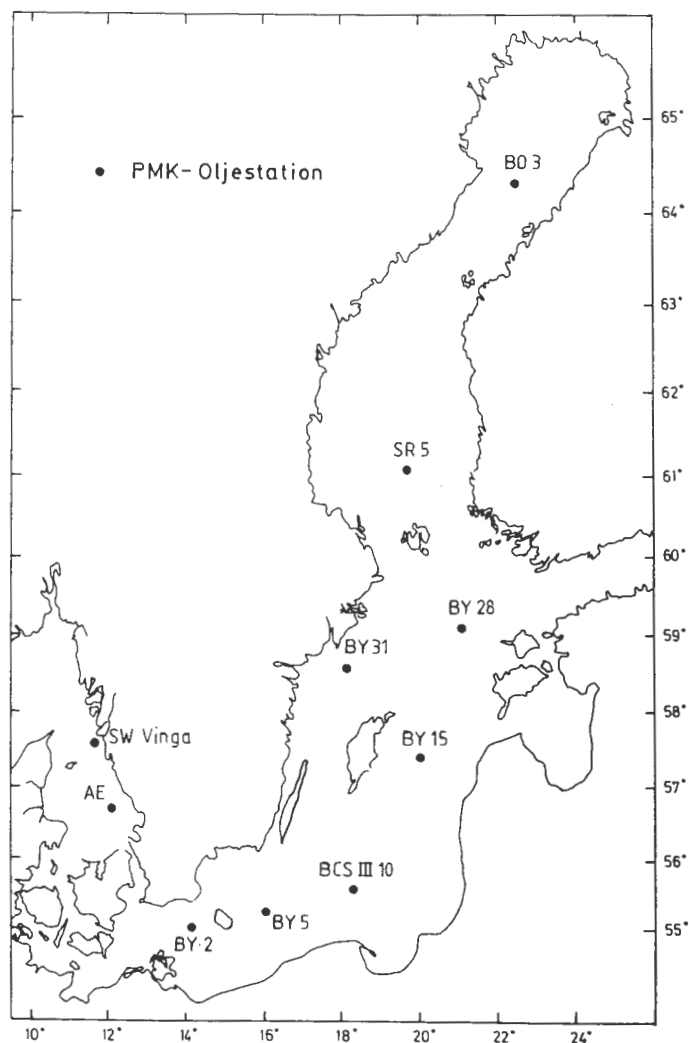 65°
BO 3
PMK-Oljestation
64°
63°
62°
SR 5
61°
60°
BY 28
59°
BY 31
58°
SW Vinga
BY 15
57°
AE
56°
BCS III 10
BY 5
55°
BY·2
10° 12° 14° 16° 18° 20° 22° 24°